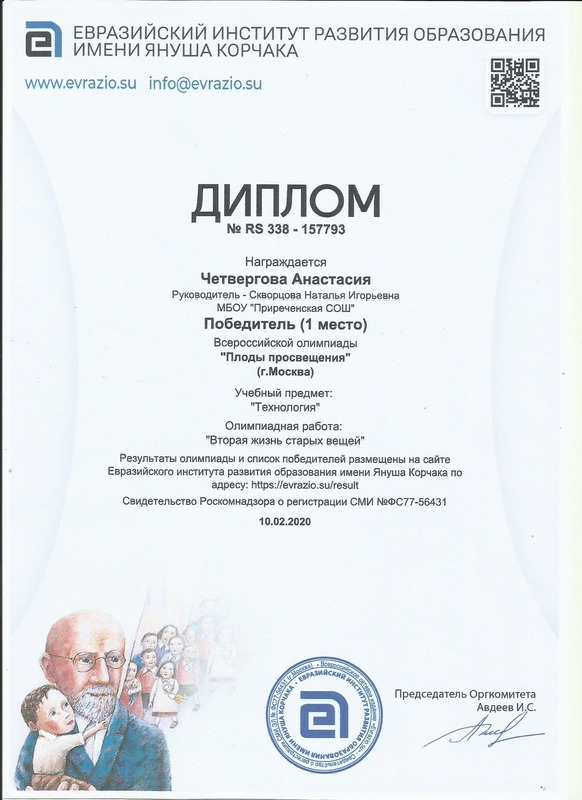 ЕВРАЗИЙСКИЙ ИНСТИТУТ РАЗВИТИЯ ОБРАЗОВАНИЯ
ИМЕНИ ЯНУША КОРЧАКА
www.evrazio.su info@evrazio.su
ДИПЛОМ
№ RS 338 - 157793
Награждается
Четвергова Анастасия
Руководитель - Скворцова Наталья Игорьевна
МБОУ "Приреченская СОШ"
Победитель (1 место)
Всероссийской олимпиады
"Плоды просвещения"
(г.Москва)
Учебный предмет:
"Технология"
Олимпиадная работа:
"Вторая жизнь старых вещей"
Результаты олимпиады и список победителей размещены на сайте
Евразийского института развития образования имени Януша Корчака по
адресу: https://evrazio.su/result
Свидетельство Роскомнадзора о регистрации СМИ №ФС77-56431
10.02.2020
ЕВРАЗИЙСКИЙ ИНСТИТУТ РАЗВИТИЯ ОБРАЗОВАНИЯ ИМЕНИ ЯНУША КОРЧАКА
Председатель Оргкомитета
Авдеев И.С.